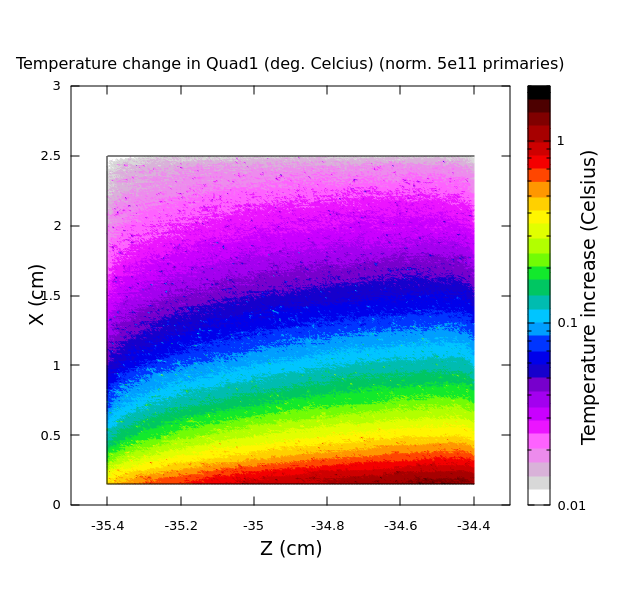 Temperature change in Quad1 (deg. Celcius) (norm. 5e11 primaries)
3
2.5
2
1.5
1
0.5
0
X (cm)
-35.4 -35.2 -35 -34.8 -34.6 -34.4
Z (cm)
1
0.1
0.01
Temperature increase (Celsius)